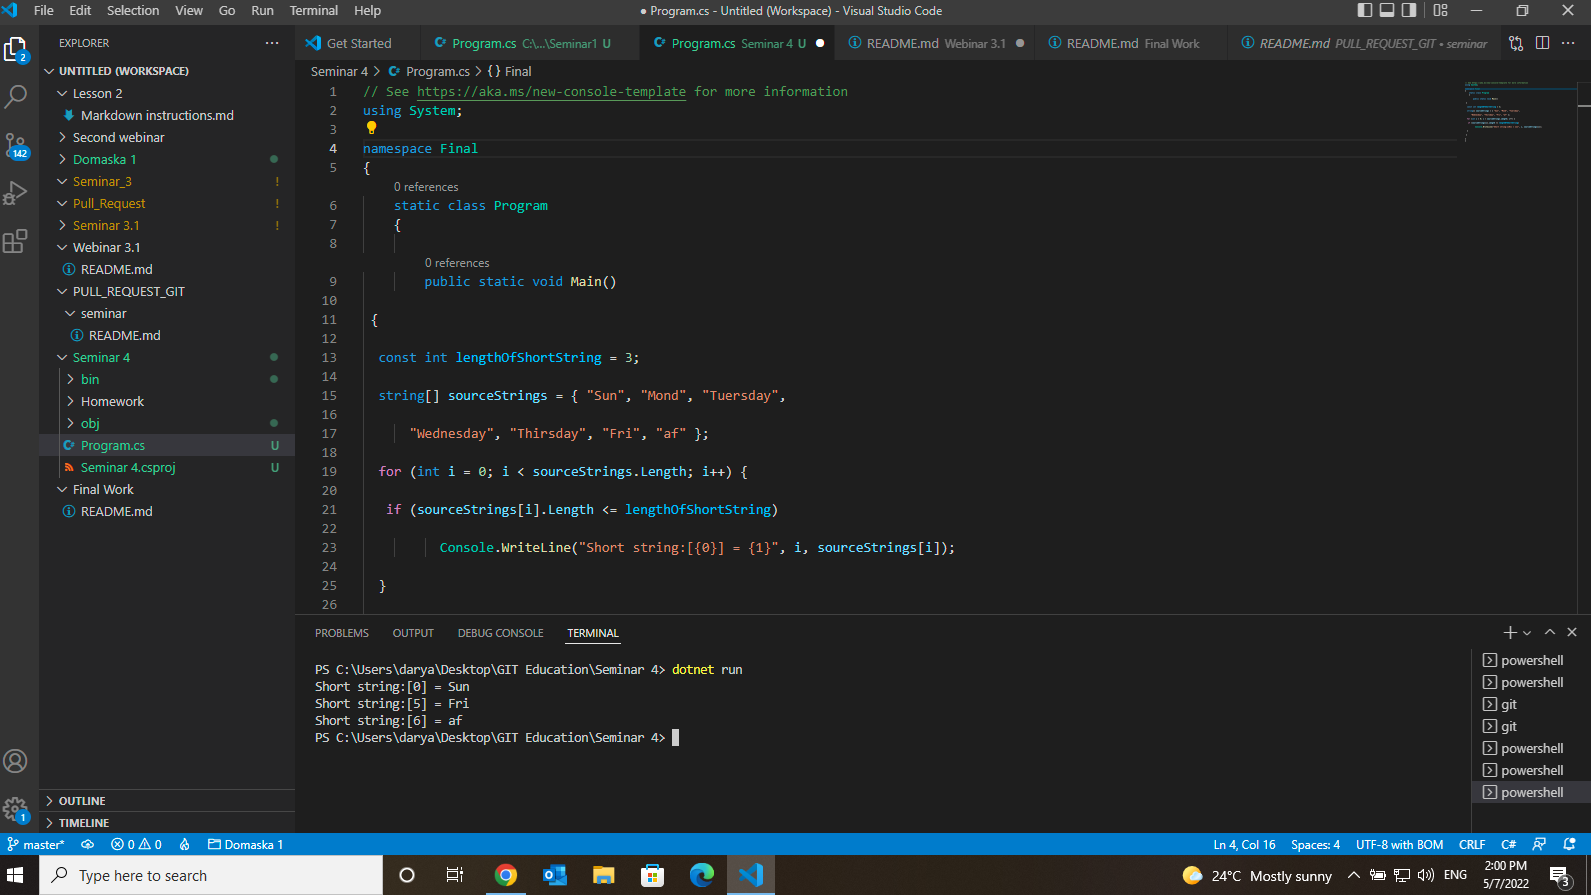 File Edit Selection View Go Run Terminal Help ● Program.cs - Untitled (Workspace) - Visual Studio Code
EXPLORER ···
Get Started
Program.cs C:\...\Seminar1 U
Program.cs Seminar 4 U
README.md Webinar 3.1
README.md Final Work
README.md PULL_REQUEST_GIT • seminar
UNTITLED (WORKSPACE)
Lesson 2
Markdown instructions.md
Second webinar
Domaska 1
Seminar_3 !
Pull_Request !
Seminar 3.1 !
Webinar 3.1
README.md
PULL_REQUEST_GIT
seminar
README.md
Seminar 4
bin
Homework
obj
Program.cs U
Seminar 4.csproj U
Final Work
README.md
OUTLINE
TIMELINE
2
142
1
Seminar 4 > Program.cs > {} Final
1 // See https://aka.ms/new-console-template for more information
2 using System;
3
4 namespace Final
5 {
0 references
6 static class Program
7 {
8
0 references
9 public static void Main()
10
11 {
12
13 const int lengthOfShortString = 3;
14
15 string[] sourceStrings = { "Sun", "Mond", "Tuersday",
16
17 "Wednesday", "Thirsday", "Fri", "af" };
18
19 for (int i = 0; i < sourceStrings.Length; i++) {
20
21 if (sourceStrings[i].Length <= lengthOfShortString)
22
23 Console.WriteLine("Short string:[{0}] = {1}", i, sourceStrings[i]);
24
25 }
26
PROBLEMS OUTPUT DEBUG CONSOLE TERMINAL
PS C:\Users\darya\Desktop\GIT Education\Seminar 4> dotnet run
Short string:[0] = Sun
Short string:[5] = Fri
Short string:[6] = af
PS C:\Users\darya\Desktop\GIT Education\Seminar 4>
powershell
powershell
git
git
powershell
powershell
powershell
master* 0 0 Domaska 1 Ln 4, Col 16 Spaces: 4 UTF-8 with BOM CRLF C#
Type here to search
24°C Mostly sunny ENG
2:00 PM
5/7/2022
3